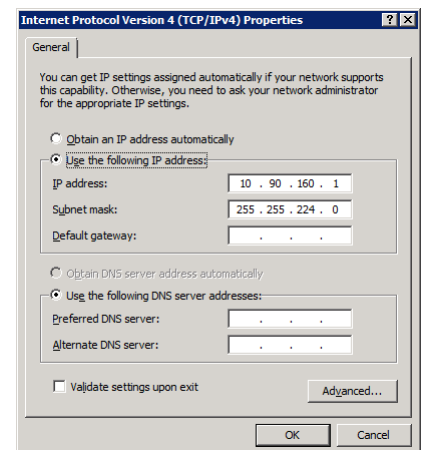 Internet Protocol Version 4 (TCP/IPv4) Properties
General
You can get IP settings assigned automatically if your network supports
this capability. Otherwise, you need to ask your network administrator
for the appropriate IP settings.
Obtain an IP address automatically
Use the following IP address:
IP address: 10 . 90 . 160 . 1
Subnet mask: 255 . 255 . 224 . 0
Default gateway: . . .
Obtain DNS server address automatically
Use the following DNS server addresses:
Preferred DNS server: . . .
Alternate DNS server: . . .
Validate settings upon exit
Advanced...
OK Cancel